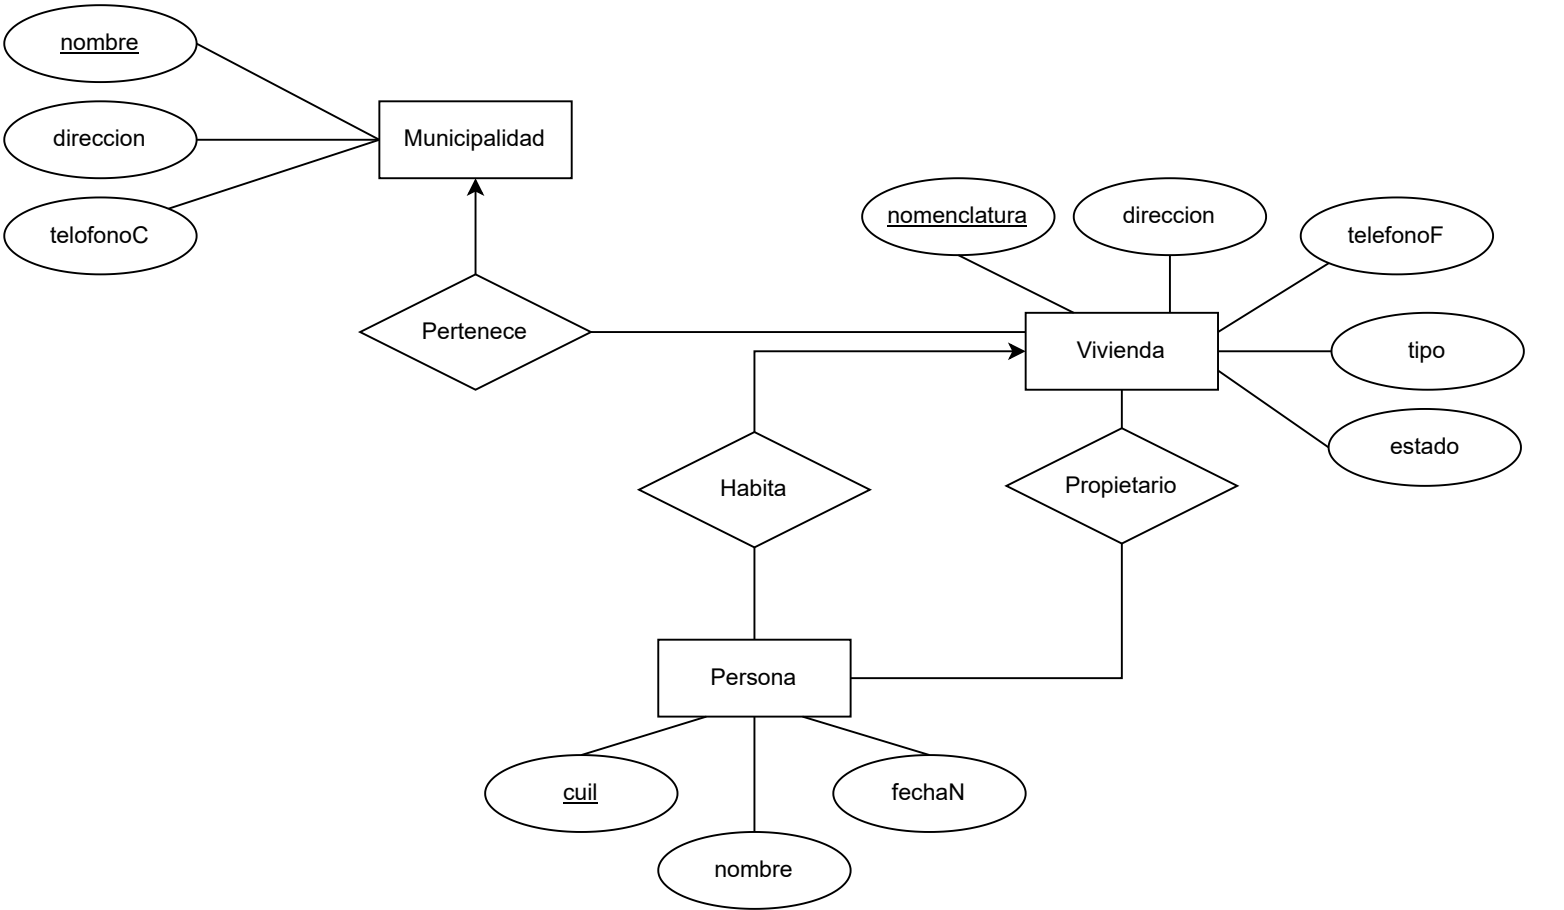 nombre
direccion
telofonoC
Municipalidad
Pertenece
nomenclatura
direccion
telefonoF
tipo
estado
Vivienda
Habita
Propietario
Persona
cuil
nombre
fechaN